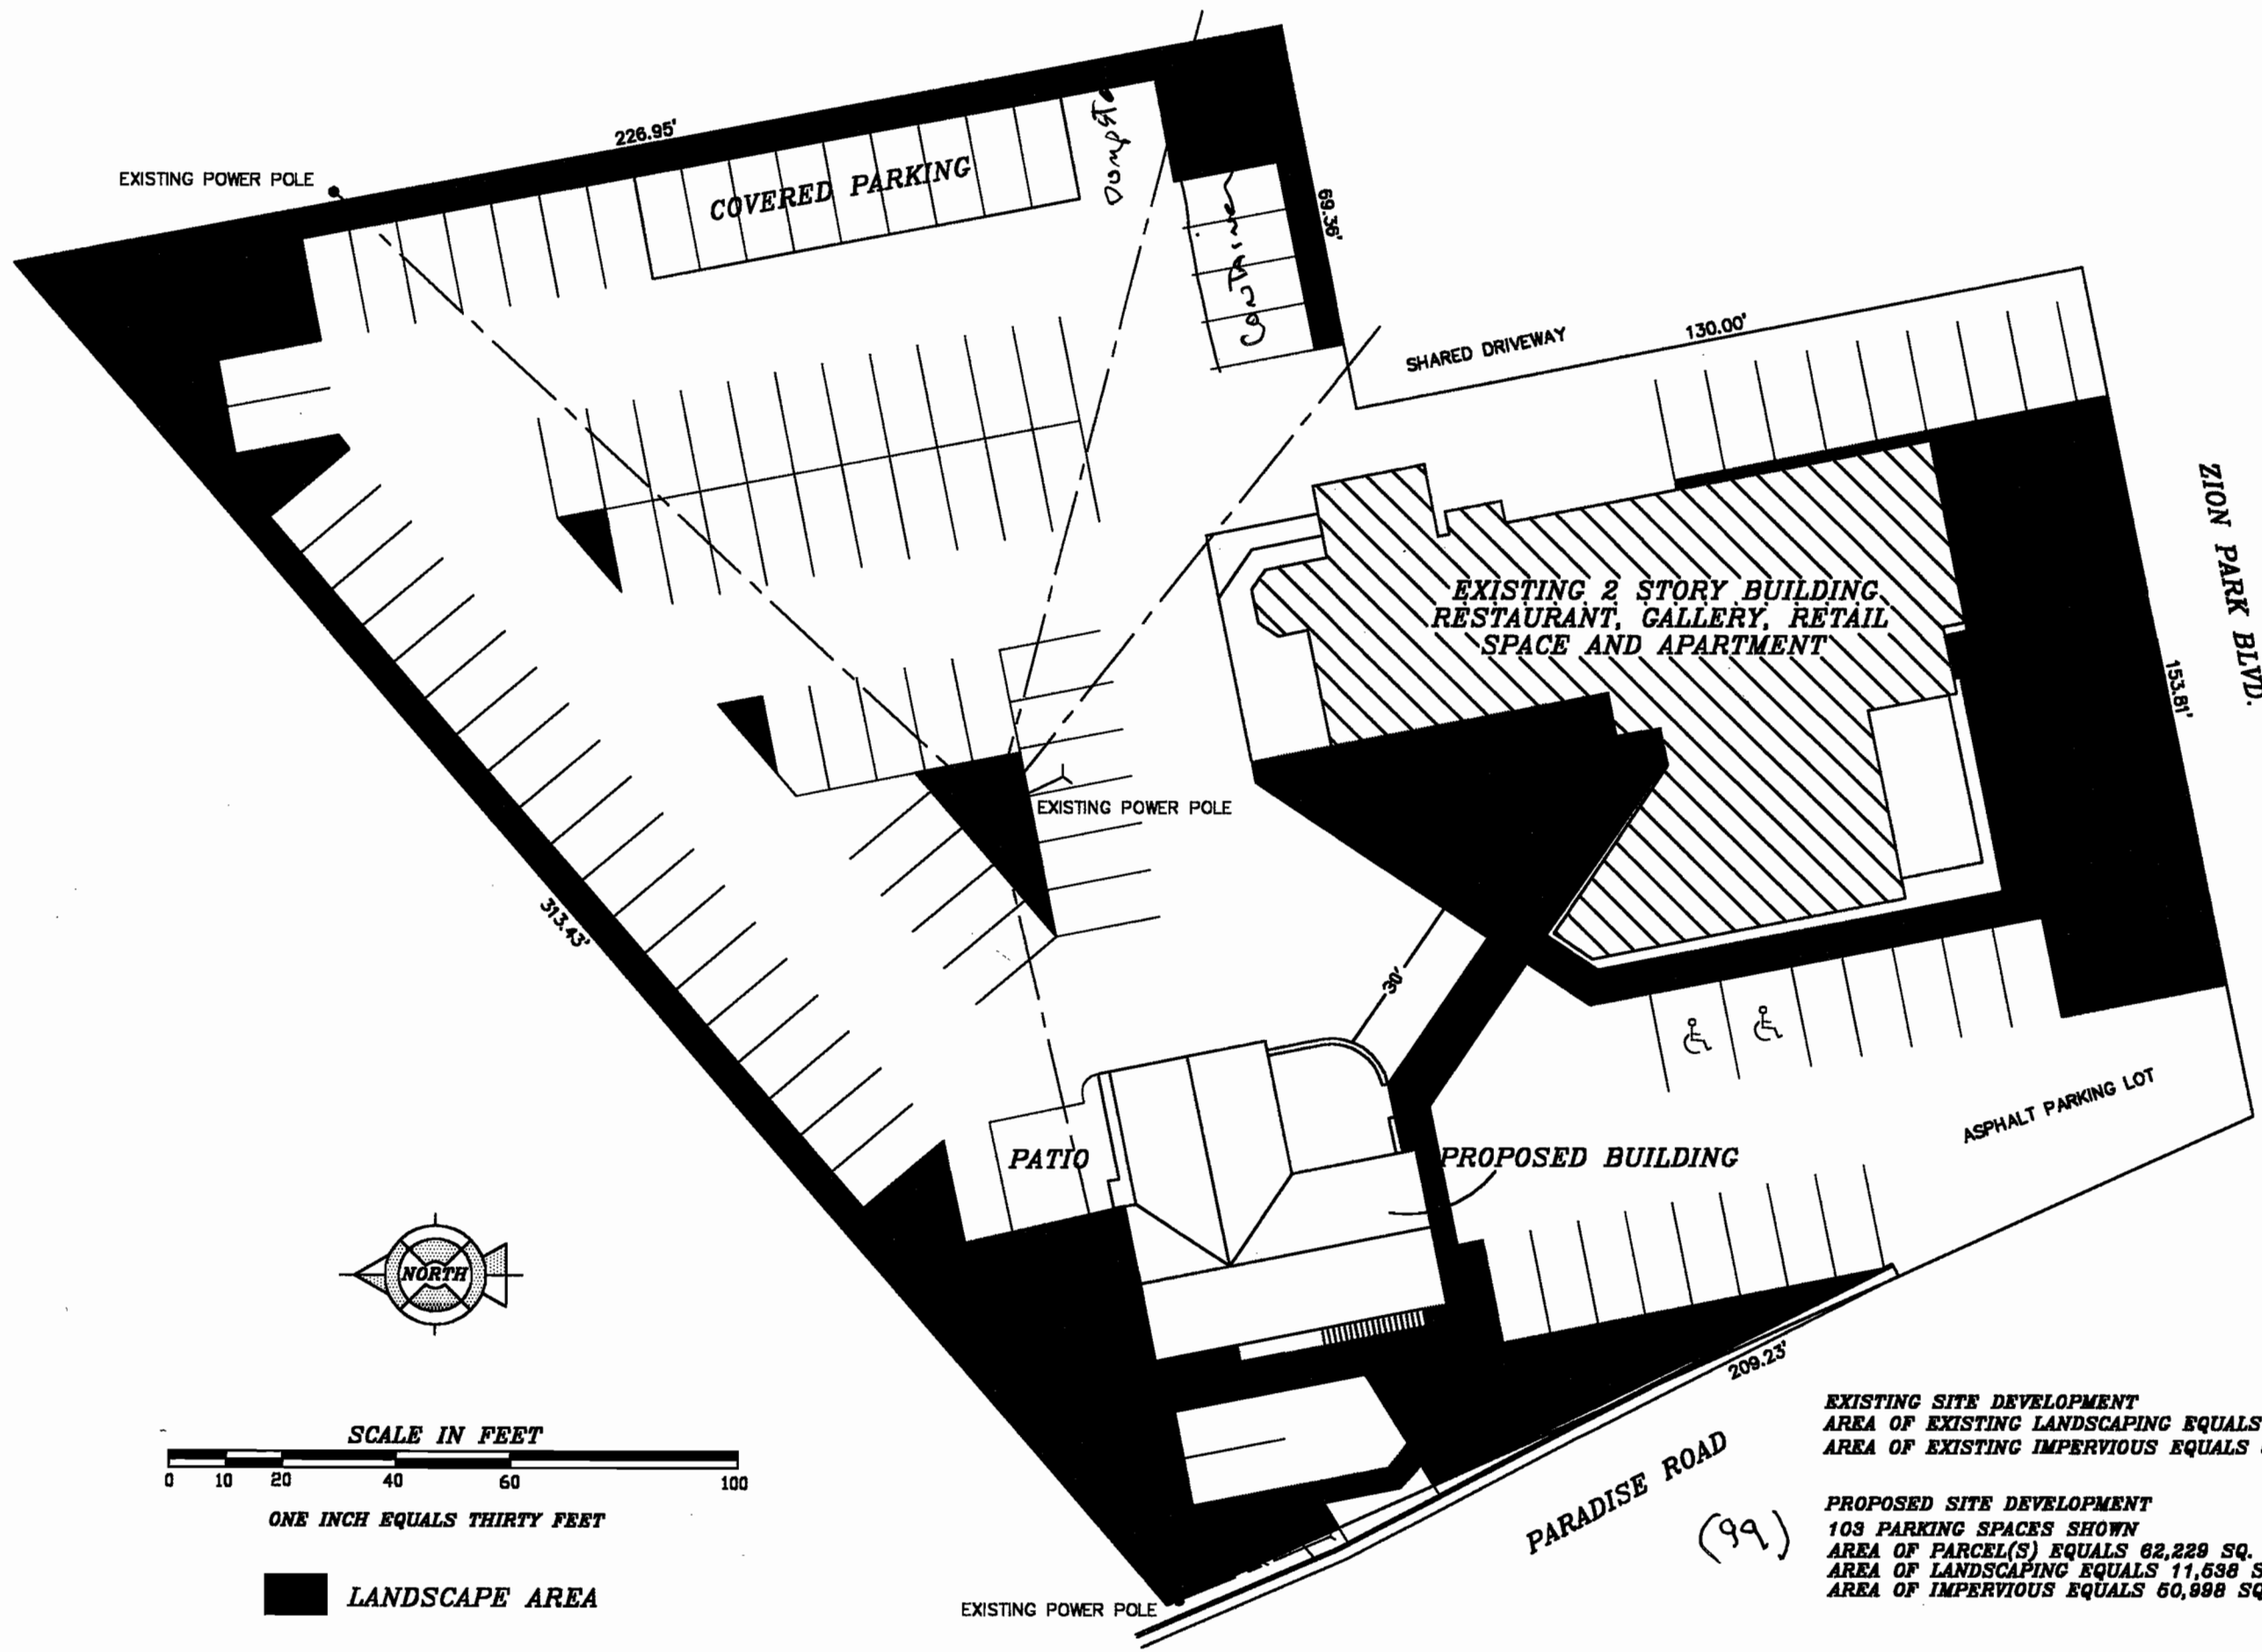 226.95'
EXISTING POWER POLE
COVERED PARKING
Dumpste
69.36'
SHARED DRIVEWAY
130.00'
ZION PARK BLVD.
153.81'
EXISTING 2 STORY BUILDING
RESTAURANT, GALLERY, RETAIL
SPACE AND APARTMENT
EXISTING POWER POLE
313.43'
30'
ASPHALT PARKING LOT
PATIO
PROPOSED BUILDING
NORTH
209.23'
PARADISE ROAD
SCALE IN FEET
0 10 20 40 60 100
ONE INCH EQUALS THIRTY FEET
LANDSCAPE AREA
EXISTING POWER POLE
(99)
EXISTING SITE DEVELOPMENT
AREA OF EXISTING LANDSCAPING EQUALS
AREA OF EXISTING IMPERVIOUS EQUALS
PROPOSED SITE DEVELOPMENT
103 PARKING SPACES SHOWN
AREA OF PARCEL(S) EQUALS 62,229 SQ.
AREA OF LANDSCAPING EQUALS 11,538 S
AREA OF IMPERVIOUS EQUALS 50,998 SQ